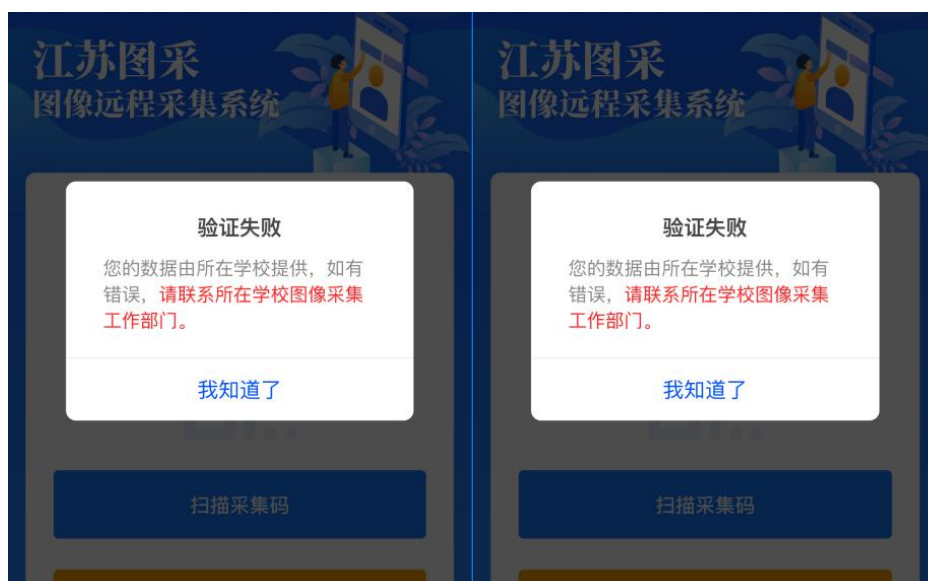 江苏图采
图像远程采集系统
验证失败
您的数据由所在学校提供，如有
错误，请联系所在学校图像采集
工作部门。
我知道了
扫描采集码
江苏图采
图像远程采集系统
验证失败
您的数据由所在学校提供，如有
错误，请联系所在学校图像采集
工作部门。
我知道了
扫描采集码